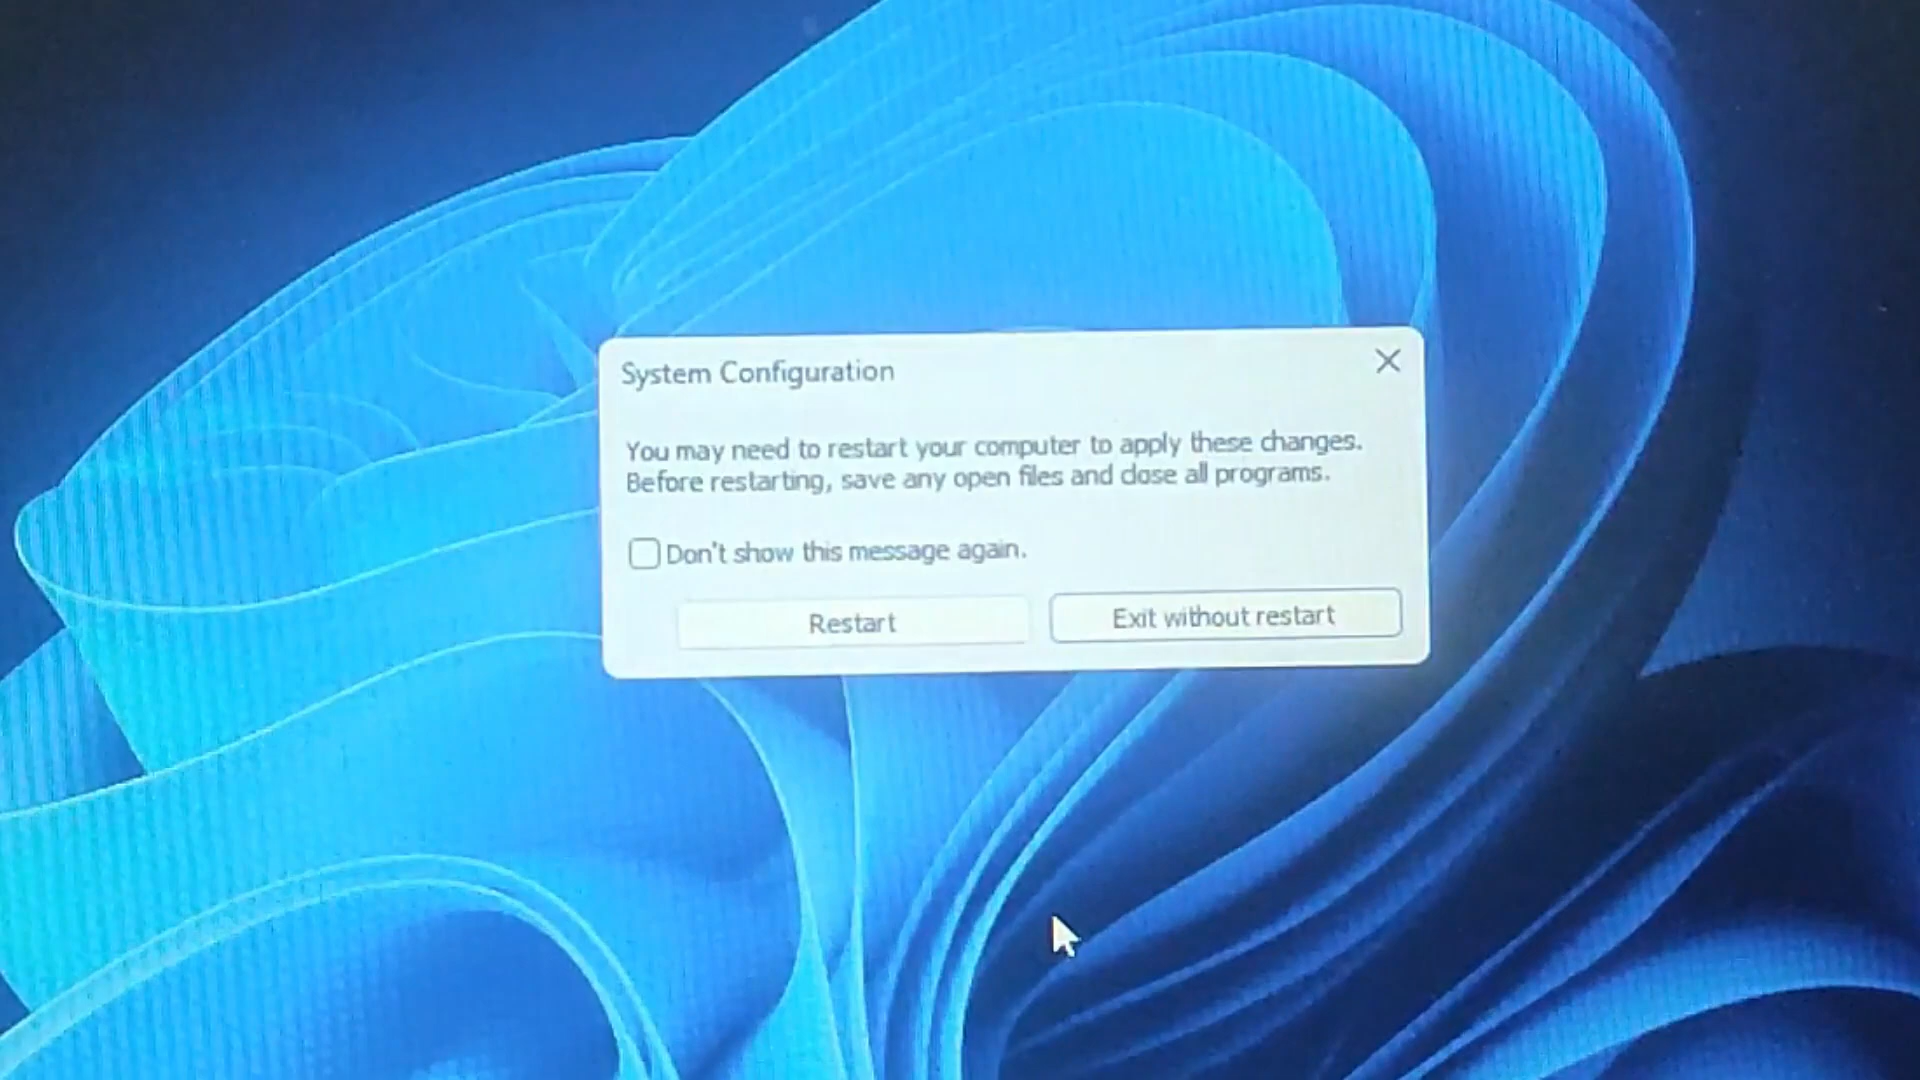 System Configuration
You may need to restart your computer to apply these changes.
Before restarting, save any open files and close all programs.
Don't show this message again.
Restart
Exit without restart